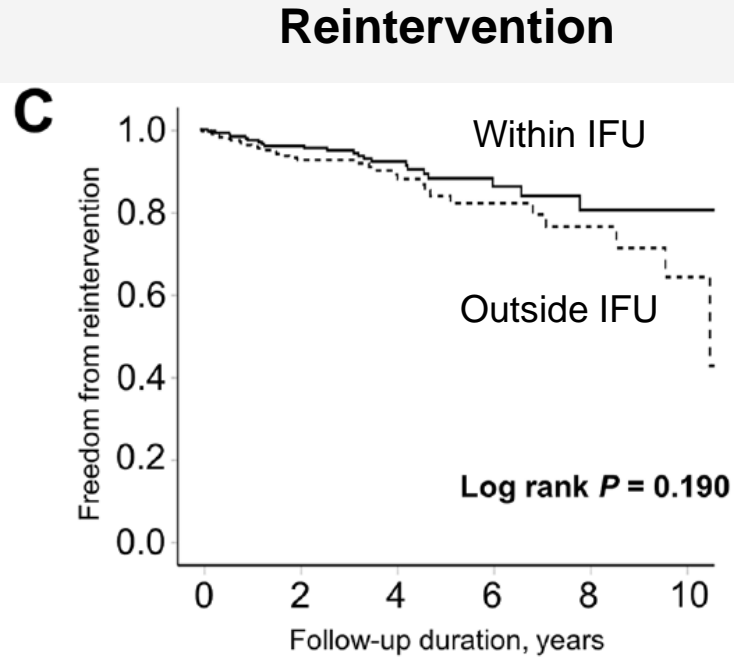 Reintervention
C
Within IFU
Outside IFU
Log rank P = 0.190
Freedom from reintervention
1.0
0.8
0.6
0.4
0.2
0.0
0 2 4 6 8 10
Follow-up duration, years